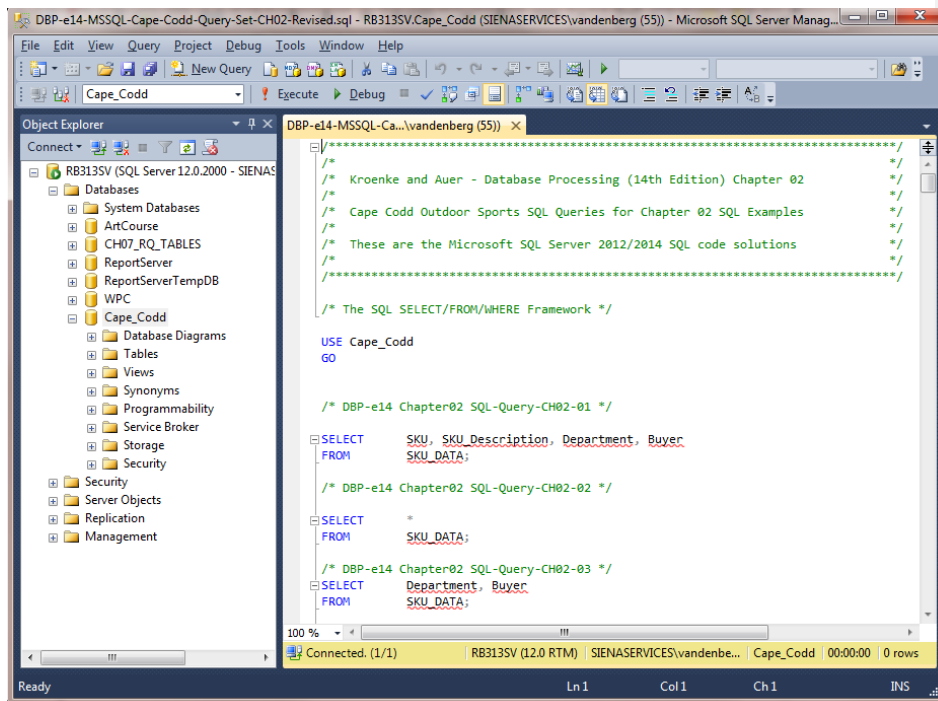 DBP-e14-MSSQL-Cape-Codd-Query-Set-CH02-Revised.sql - RB313SV.Cape_Codd (SIENASERVICES\vandenberg (55)) - Microsoft SQL Server Manag...
File Edit View Query Project Debug Tools Window Help
New Query
Cape_Codd Execute Debug
Object Explorer
Connect
RB313SV (SQL Server 12.0.2000 - SIENAS
Databases
System Databases
ArtCourse
CH07_RQ_TABLES
ReportServer
ReportServerTempDB
WPC
Cape_Codd
Database Diagrams
Tables
Views
Synonyms
Programmability
Service Broker
Storage
Security
Security
Server Objects
Replication
Management
DBP-e14-MSSQL-Ca...\vandenberg (55))
/*******************************************************************************/
/* */
/* Kroenke and Auer - Database Processing (14th Edition) Chapter 02 */
/* */
/* Cape Codd Outdoor Sports SQL Queries for Chapter 02 SQL Examples */
/* */
/* These are the Microsoft SQL Server 2012/2014 SQL code solutions */
/* */
/*******************************************************************************/
/* The SQL SELECT/FROM/WHERE Framework */
USE Cape_Codd
GO
/* DBP-e14 Chapter02 SQL-Query-CH02-01 */
SELECT SKU, SKU_Description, Department, Buyer
FROM SKU_DATA;
/* DBP-e14 Chapter02 SQL-Query-CH02-02 */
SELECT *
FROM SKU_DATA;
/* DBP-e14 Chapter02 SQL-Query-CH02-03 */
SELECT Department, Buyer
FROM SKU_DATA;
100 %
Connected. (1/1) RB313SV (12.0 RTM) SIENASERVICES\vandenbe... Cape_Codd 00:00:00 0 rows
Ready Ln 1 Col 1 Ch 1 INS